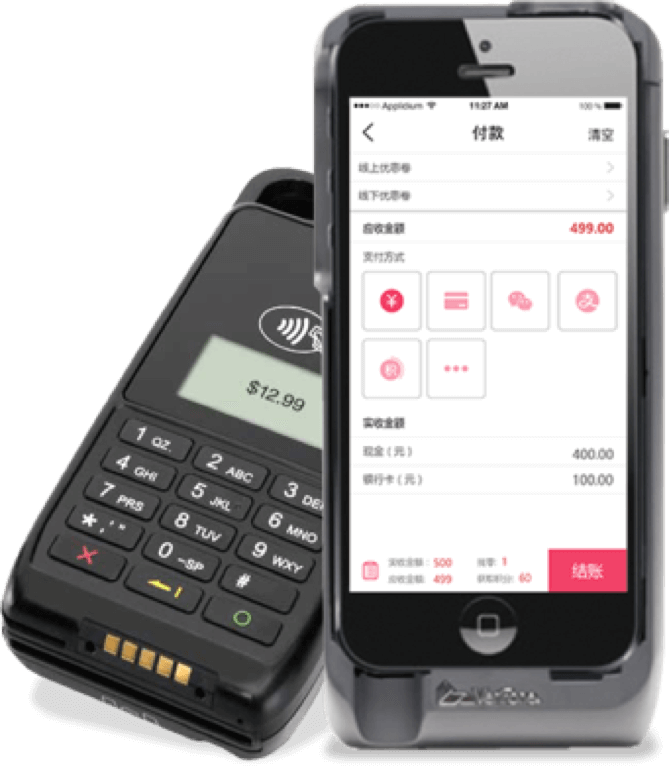 Applidium 11:27 AM 100 %
付款 清空
线上优惠卷
线下优惠卷
应收金额 499.00
支付方式
¥
积
•••
实收金额
现金（元） 400.00
银行卡（元） 100.00
实收金额: 500 找零: 1
应收金额: 499 获取积分: 60
结账
VeriFone
$12.99
1 QZ. 2 ABC 3 DEF
4 GHI 5 JKL 6 MNO
7 PRS 8 TUV 9 WXY
*,'" 0 -SP #